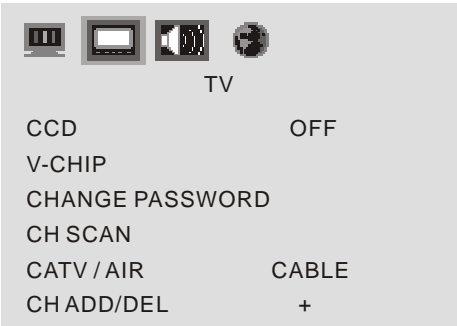 TV
CCD OFF
V-CHIP
CHANGE PASSWORD
CH SCAN
CATV / AIR CABLE
CH ADD/DEL +